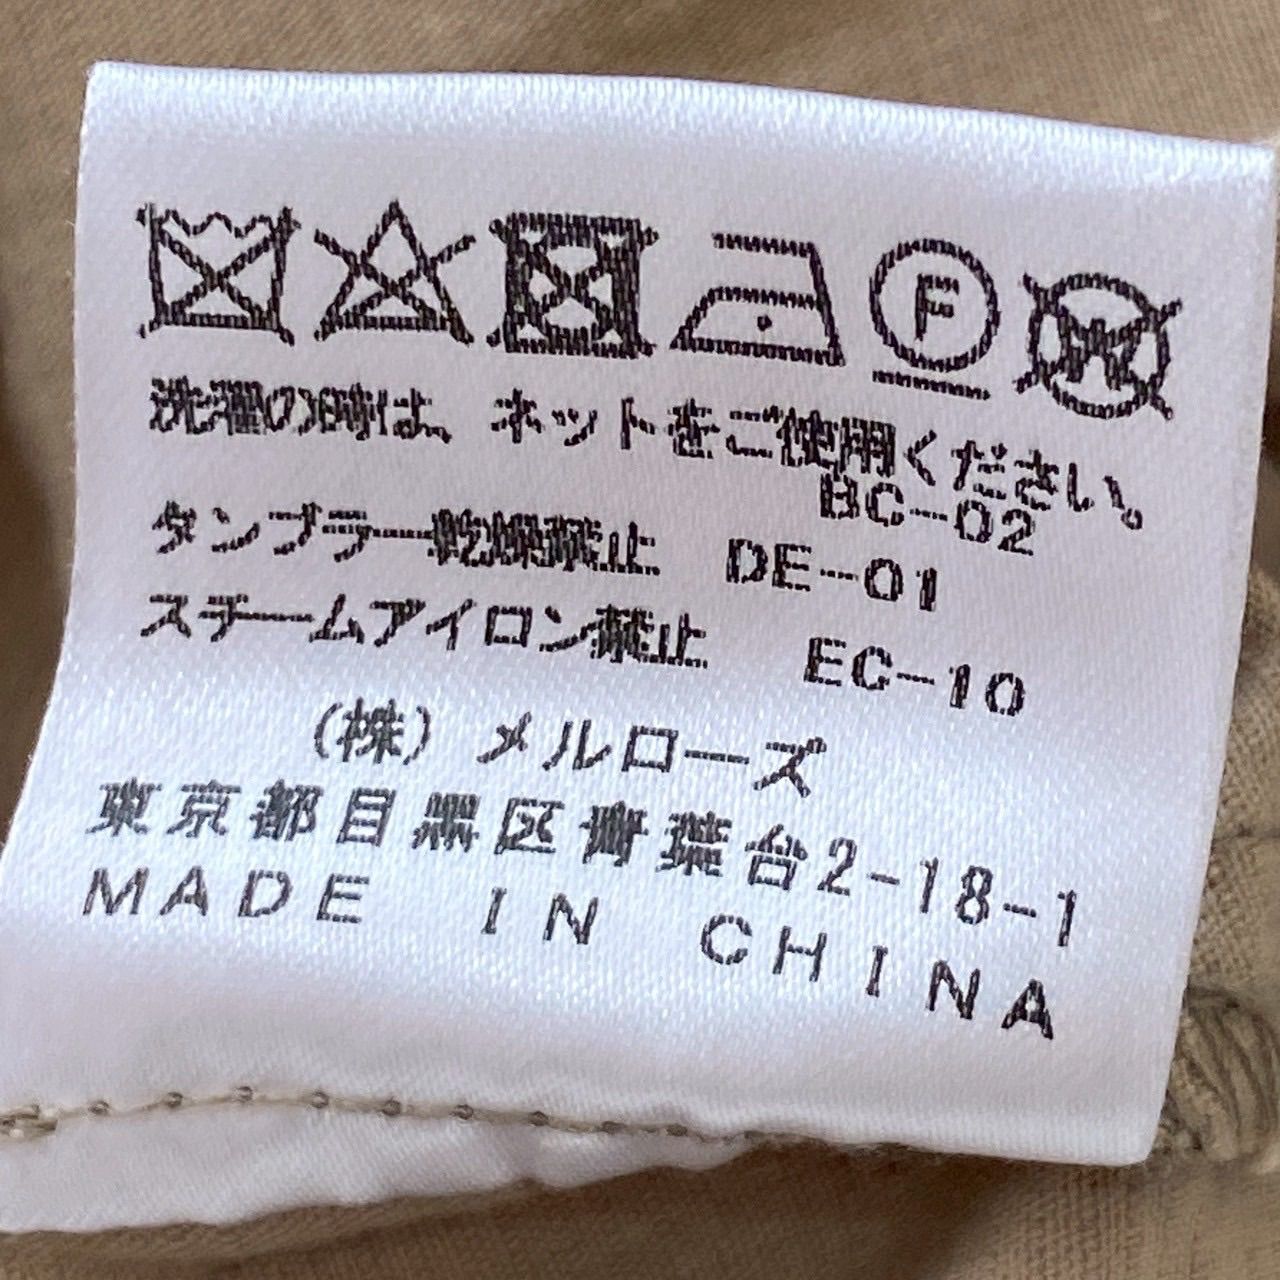 F W
洗濯の際は、ネットをご使用ください。
BC-02
タンブラー乾燥禁止 DE-01
スチームアイロン禁止 EC-10
(株)メルローズ
東京都目黒区青葉台2-18-1
MADE IN CHINA